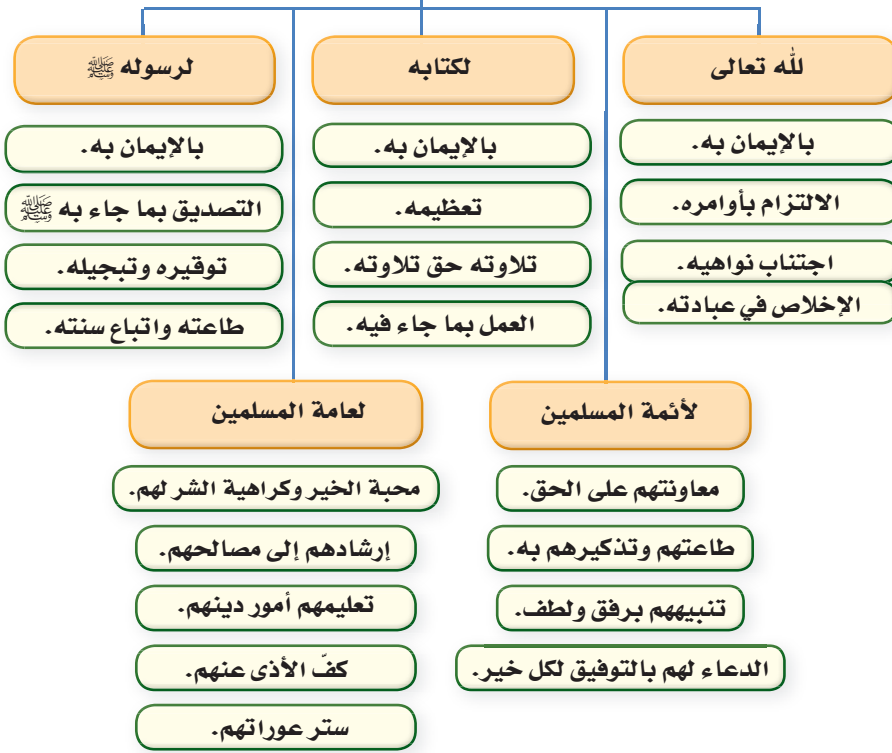 لله تعالى
بالإيمان به.
الالتزام بأوامره.
اجتناب نواهيه.
الإخلاص في عبادته.
لكتابه
بالإيمان به.
تعظيمه.
تلاوته حق تلاوته.
العمل بما جاء فيه.
لرسوله ﷺ
بالإيمان به.
التصديق بما جاء به ﷺ
توقيره وتبجيله.
طاعته واتباع سنته.
لأئمة المسلمين
معاونتهم على الحق.
طاعتهم وتذكيرهم به.
تنبيههم برفق ولطف.
الدعاء لهم بالتوفيق لكل خير.
لعامة المسلمين
محبة الخير وكراهية الشر لهم.
إرشادهم إلى مصالحهم.
تعليمهم أمور دينهم.
كفّ الأذى عنهم.
ستر عوراتهم.